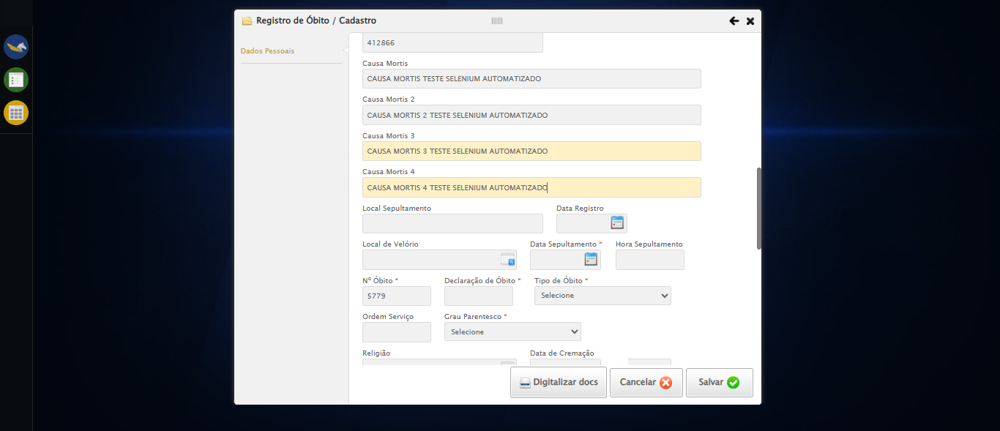 Registro de Óbito / Cadastro
Dados Pessoais
412866
Causa Mortis
CAUSA MORTIS TESTE SELENIUM AUTOMATIZADO
Causa Mortis 2
CAUSA MORTIS 2 TESTE SELENIUM AUTOMATIZADO
Causa Mortis 3
CAUSA MORTIS 3 TESTE SELENIUM AUTOMATIZADO
Causa Mortis 4
CAUSA MORTIS 4 TESTE SELENIUM AUTOMATIZADO
Local Sepultamento Data Registro
Local de Velório Data Sepultamento * Hora Sepultamento
Nº Óbito * Declaração de Óbito * Tipo de Óbito *
5779 Selecione
Ordem Serviço Grau Parentesco *
Selecione
Religião Data de Cremação
Digitalizar docs Cancelar Salvar